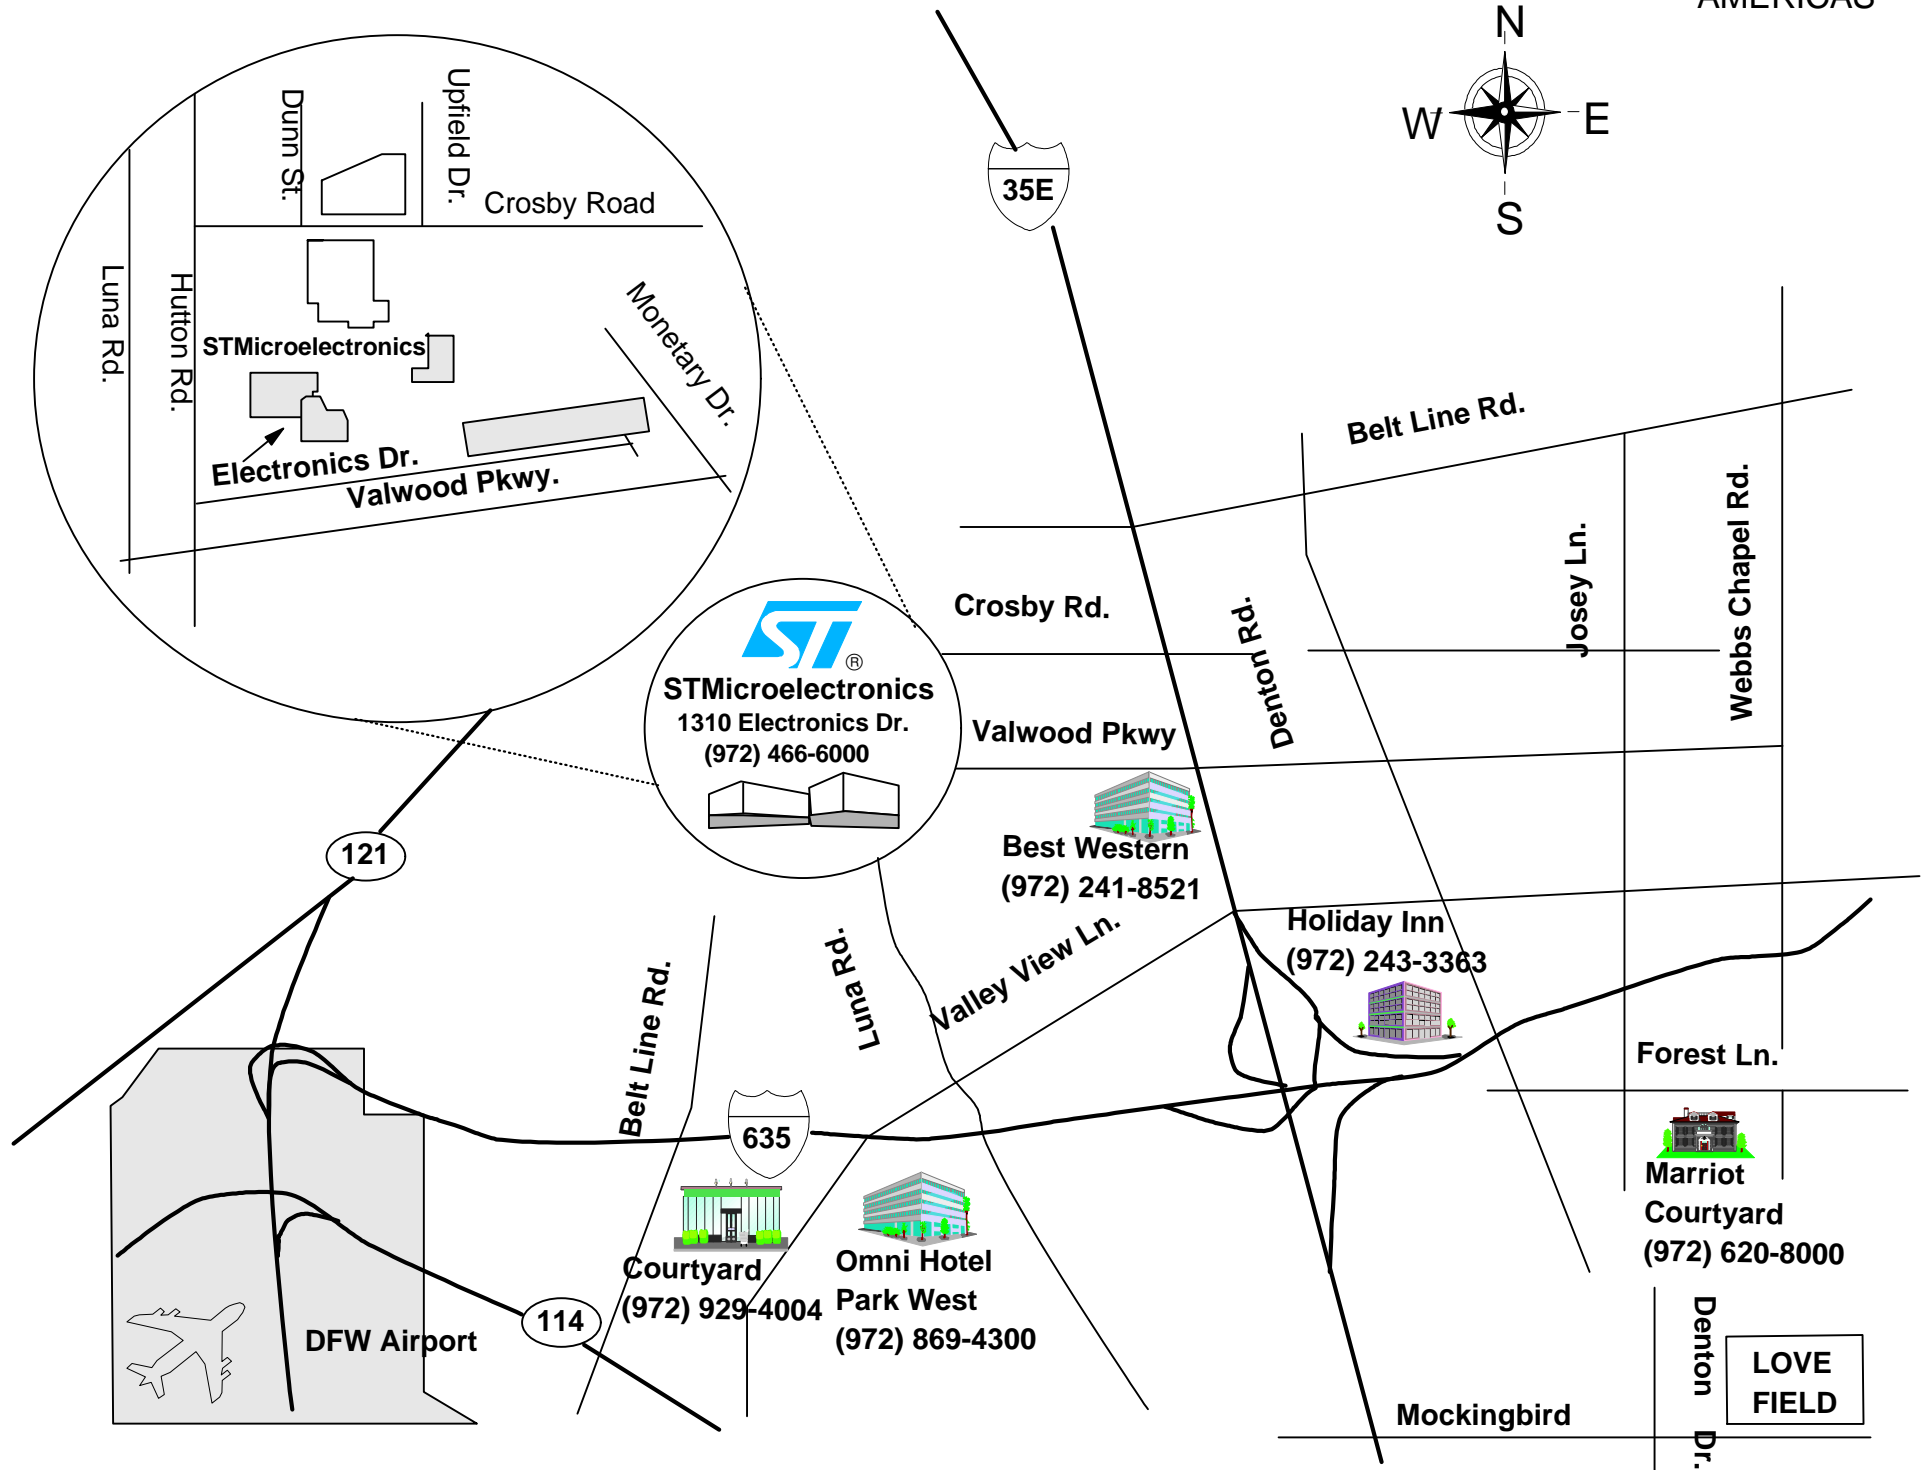 AMERICAS
N
W
E
S
35E
Dunn St.
Upfield Dr.
Crosby Road
Luna Rd.
Hutton Rd.
STMicroelectronics
Monetary Dr.
Electronics Dr.
Valwood Pkwy.
Belt Line Rd.
Crosby Rd.
Denton Rd.
Josey Ln.
Webbs Chapel Rd.
ST®
STMicroelectronics
1310 Electronics Dr.
(972) 466-6000
Valwood Pkwy
121
Best Western
(972) 241-8521
Holiday Inn
(972) 243-3363
Belt Line Rd.
Luna Rd.
Valley View Ln.
Forest Ln.
635
Marriot
Courtyard
(972) 620-8000
Courtyard
(972) 929-4004
Omni Hotel
Park West
(972) 869-4300
DFW Airport
114
Denton Dr.
LOVE
FIELD
Mockingbird